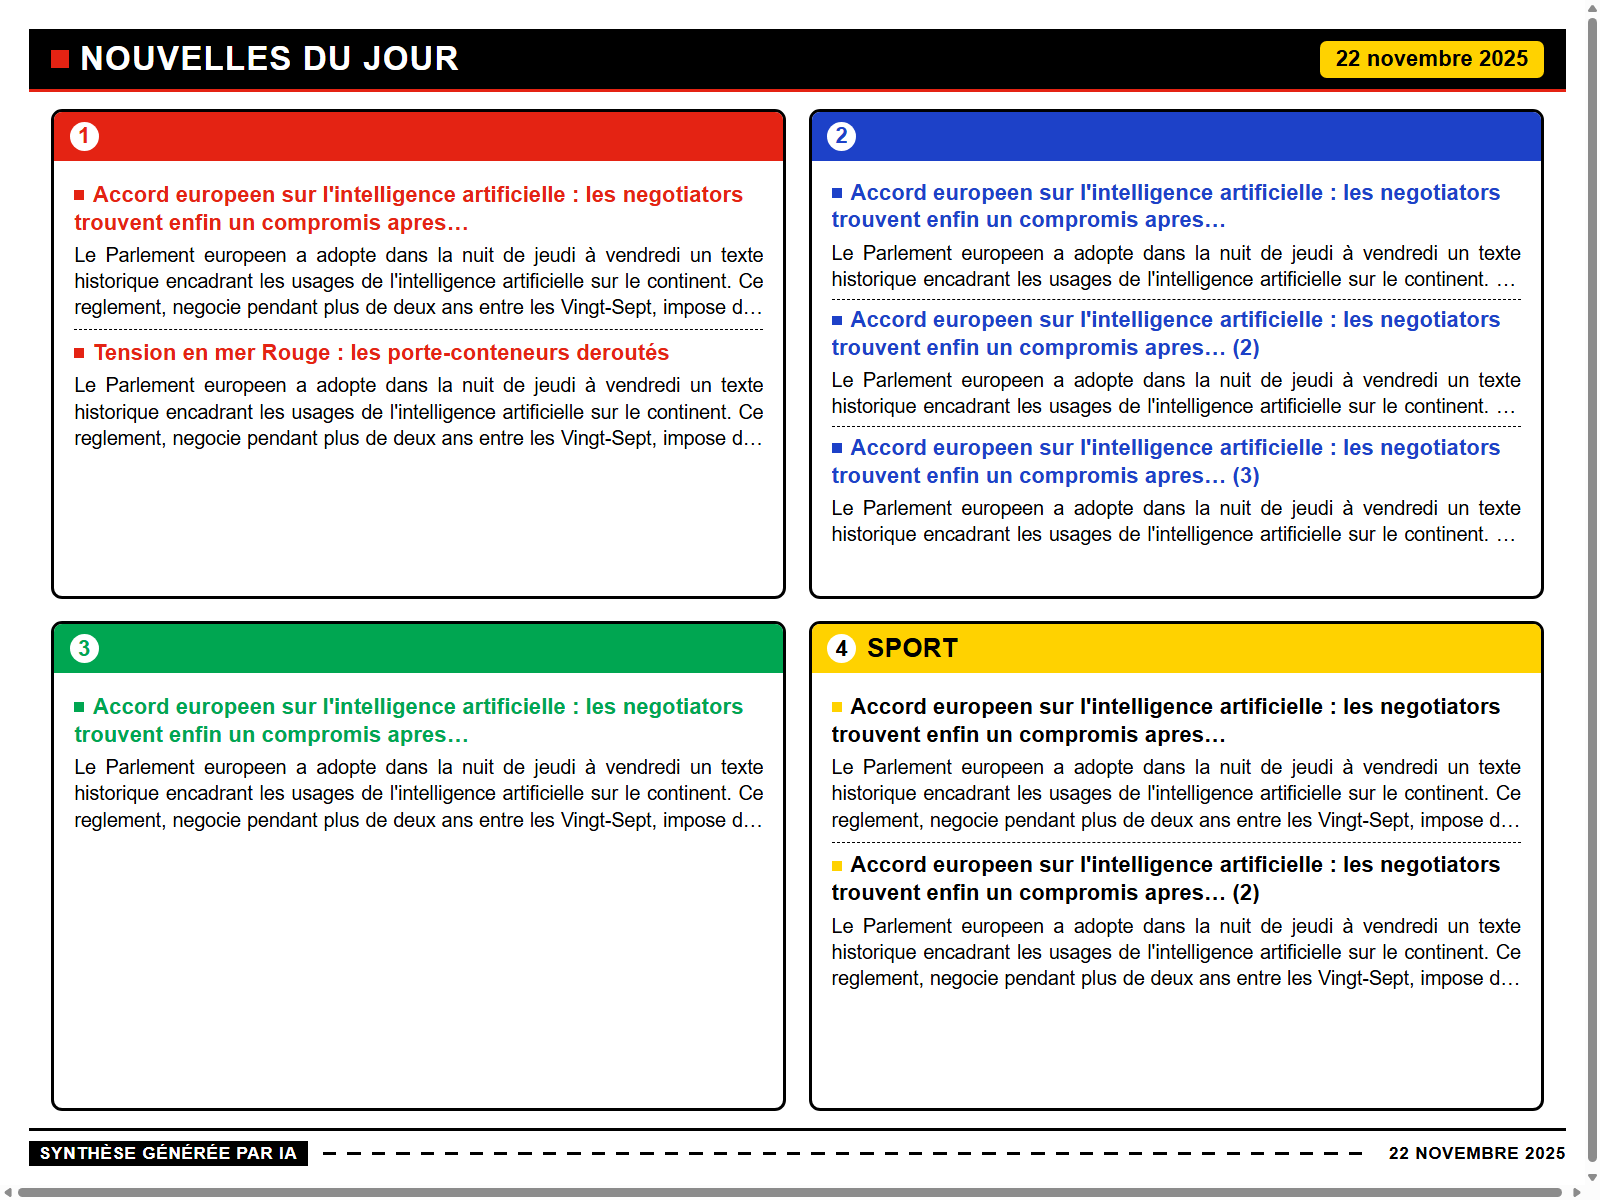 NOUVELLES DU JOUR
22 novembre 2025
1
Accord europeen sur l'intelligence artificielle : les negotiators
trouvent enfin un compromis apres…
Le Parlement europeen a adopte dans la nuit de jeudi à vendredi un texte
historique encadrant les usages de l'intelligence artificielle sur le continent. Ce
reglement, negocie pendant plus de deux ans entre les Vingt-Sept, impose d…
Tension en mer Rouge : les porte-conteneurs deroutés
Le Parlement europeen a adopte dans la nuit de jeudi à vendredi un texte
historique encadrant les usages de l'intelligence artificielle sur le continent. Ce
reglement, negocie pendant plus de deux ans entre les Vingt-Sept, impose d…
2
Accord europeen sur l'intelligence artificielle : les negotiators
trouvent enfin un compromis apres…
Le Parlement europeen a adopte dans la nuit de jeudi à vendredi un texte
historique encadrant les usages de l'intelligence artificielle sur le continent. …
Accord europeen sur l'intelligence artificielle : les negotiators
trouvent enfin un compromis apres… (2)
Le Parlement europeen a adopte dans la nuit de jeudi à vendredi un texte
historique encadrant les usages de l'intelligence artificielle sur le continent. …
Accord europeen sur l'intelligence artificielle : les negotiators
trouvent enfin un compromis apres… (3)
Le Parlement europeen a adopte dans la nuit de jeudi à vendredi un texte
historique encadrant les usages de l'intelligence artificielle sur le continent. …
3
Accord europeen sur l'intelligence artificielle : les negotiators
trouvent enfin un compromis apres…
Le Parlement europeen a adopte dans la nuit de jeudi à vendredi un texte
historique encadrant les usages de l'intelligence artificielle sur le continent. Ce
reglement, negocie pendant plus de deux ans entre les Vingt-Sept, impose d…
4 SPORT
Accord europeen sur l'intelligence artificielle : les negotiators
trouvent enfin un compromis apres…
Le Parlement europeen a adopte dans la nuit de jeudi à vendredi un texte
historique encadrant les usages de l'intelligence artificielle sur le continent. Ce
reglement, negocie pendant plus de deux ans entre les Vingt-Sept, impose d…
Accord europeen sur l'intelligence artificielle : les negotiators
trouvent enfin un compromis apres… (2)
Le Parlement europeen a adopte dans la nuit de jeudi à vendredi un texte
historique encadrant les usages de l'intelligence artificielle sur le continent. Ce
reglement, negocie pendant plus de deux ans entre les Vingt-Sept, impose d…
SYNTHÈSE GÉNÉRÉE PAR IA
22 NOVEMBRE 2025